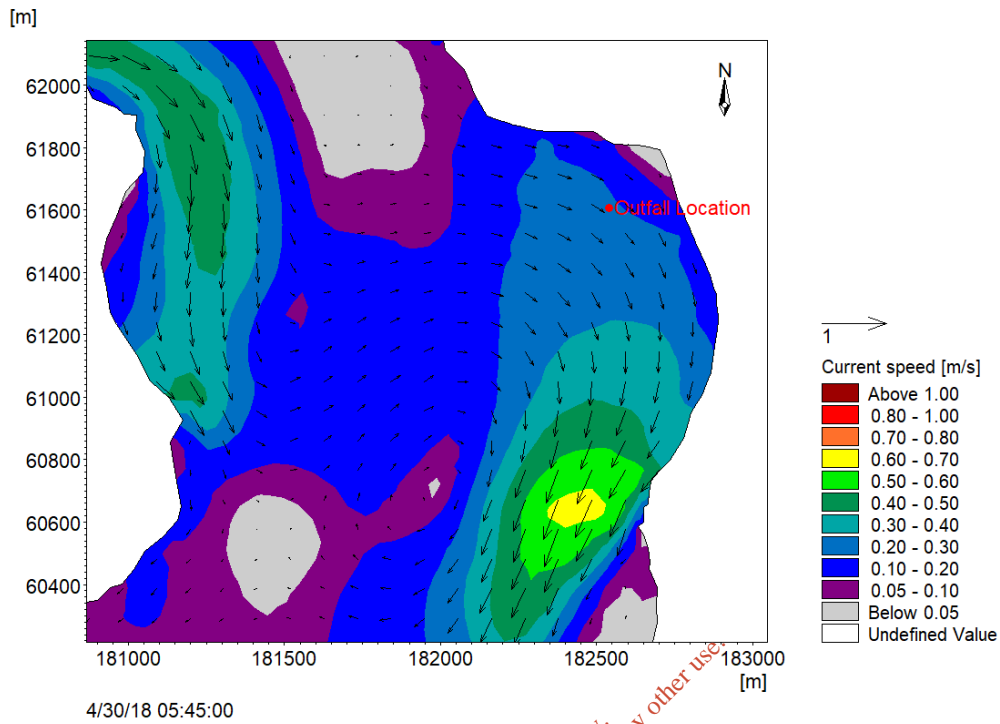 [m]
N
62000
61800
61600
61400
61200
61000
60800
60600
60400
Outfall Location
1
Current speed [m/s]
Above 1.00
0.80 - 1.00
0.70 - 0.80
0.60 - 0.70
0.50 - 0.60
0.40 - 0.50
0.30 - 0.40
0.20 - 0.30
0.10 - 0.20
0.05 - 0.10
Below 0.05
Undefined Value
181000 181500 182000 182500 183000
[m]
other use.
4/30/18 05:45:00